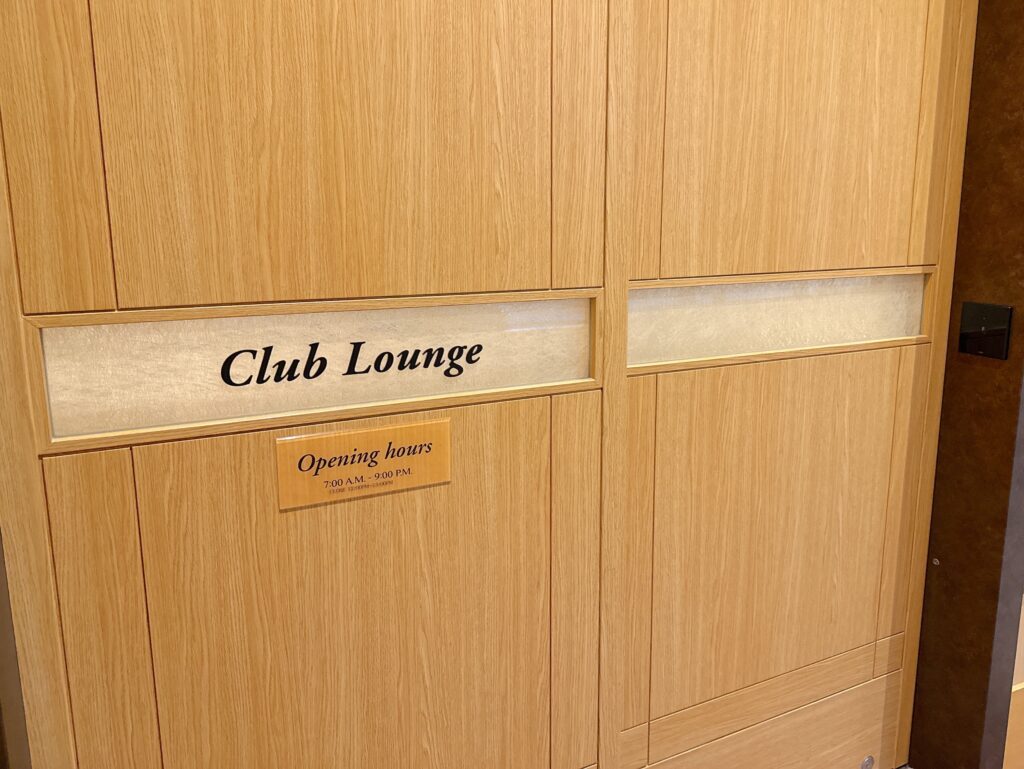 Club Lounge
Opening hours
7:00 A.M. - 9:00 P.M.